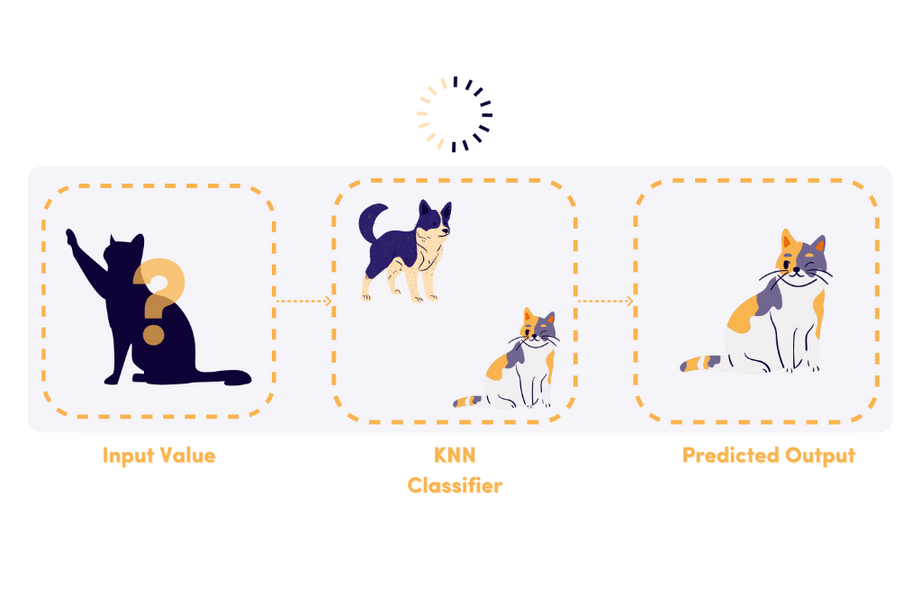 ?
Input Value
KNN
Classifier
Predicted Output